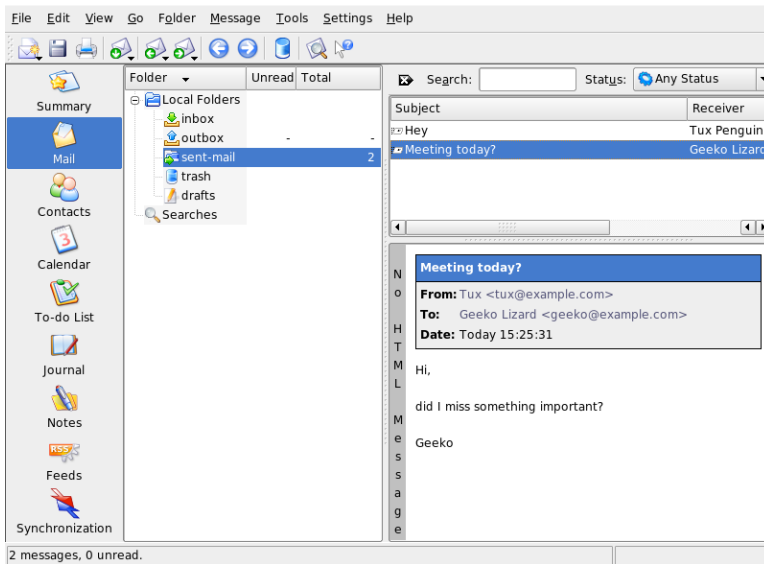 File Edit View Go Folder Message Tools Settings Help
Summary
Mail
Contacts
Calendar
3
To-do List
Journal
Notes
RSS
Feeds
Synchronization
Folder Unread Total
Local Folders
inbox
outbox - -
sent-mail 2
trash
drafts
Searches
Search: Status: Any Status
Subject Receiver
Hey Tux Penguin
Meeting today? Geeko Lizard
No HTML Message
Meeting today?
From: Tux <tux@example.com>
To: Geeko Lizard <geeko@example.com>
Date: Today 15:25:31
Hi,
did I miss something important?
Geeko
2 messages, 0 unread.